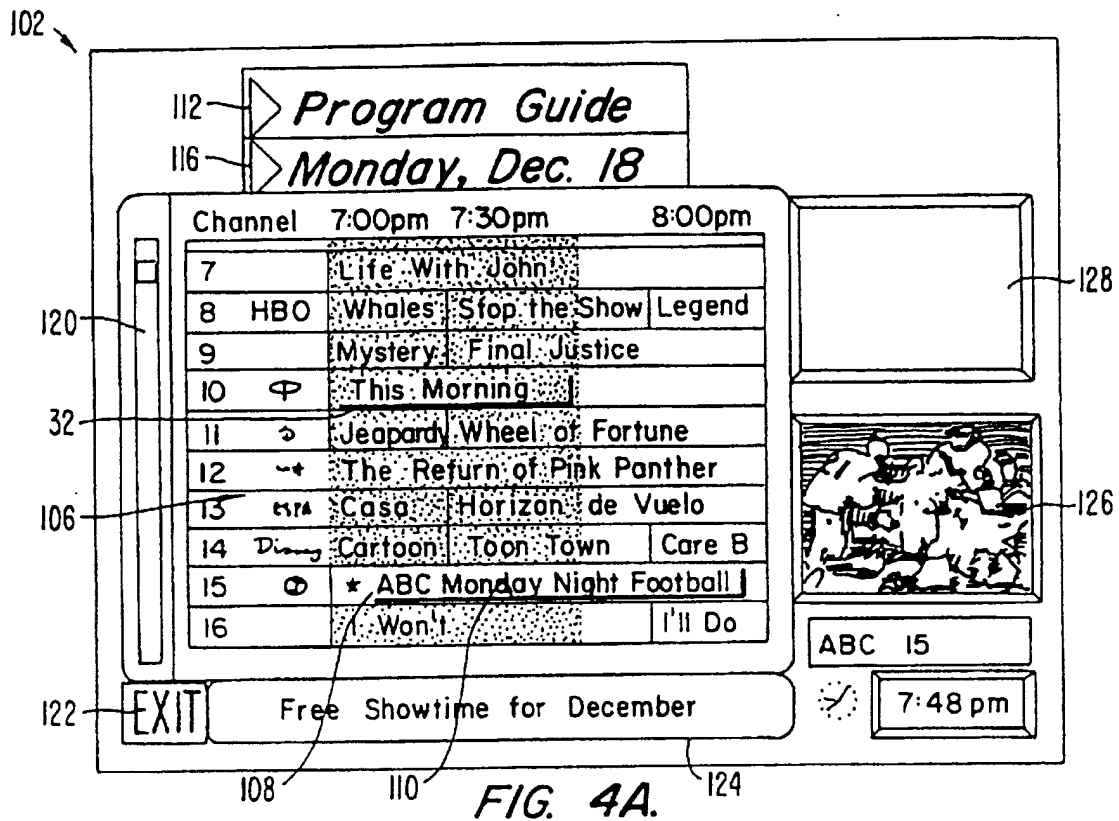 102
112 Program Guide
116 Monday, Dec. 18
Channel 7:00pm 7:30pm 8:00pm
7 Life With John
8 HBO Whales Stop the Show Legend
128
120
9 Mystery Final Justice
10 This Morning
32
11 Jeopardy Wheel of Fortune
12 The Return of Pink Panther
106
13 ESPN Casa Horizon de Vuelo
126
14 Disney Cartoon Toon Town Care B
15 * ABC Monday Night Football
16 I Won't I'll Do
ABC 15
122 EXIT Free Showtime for December
7:48 pm
108 110 124
FIG. 4A.